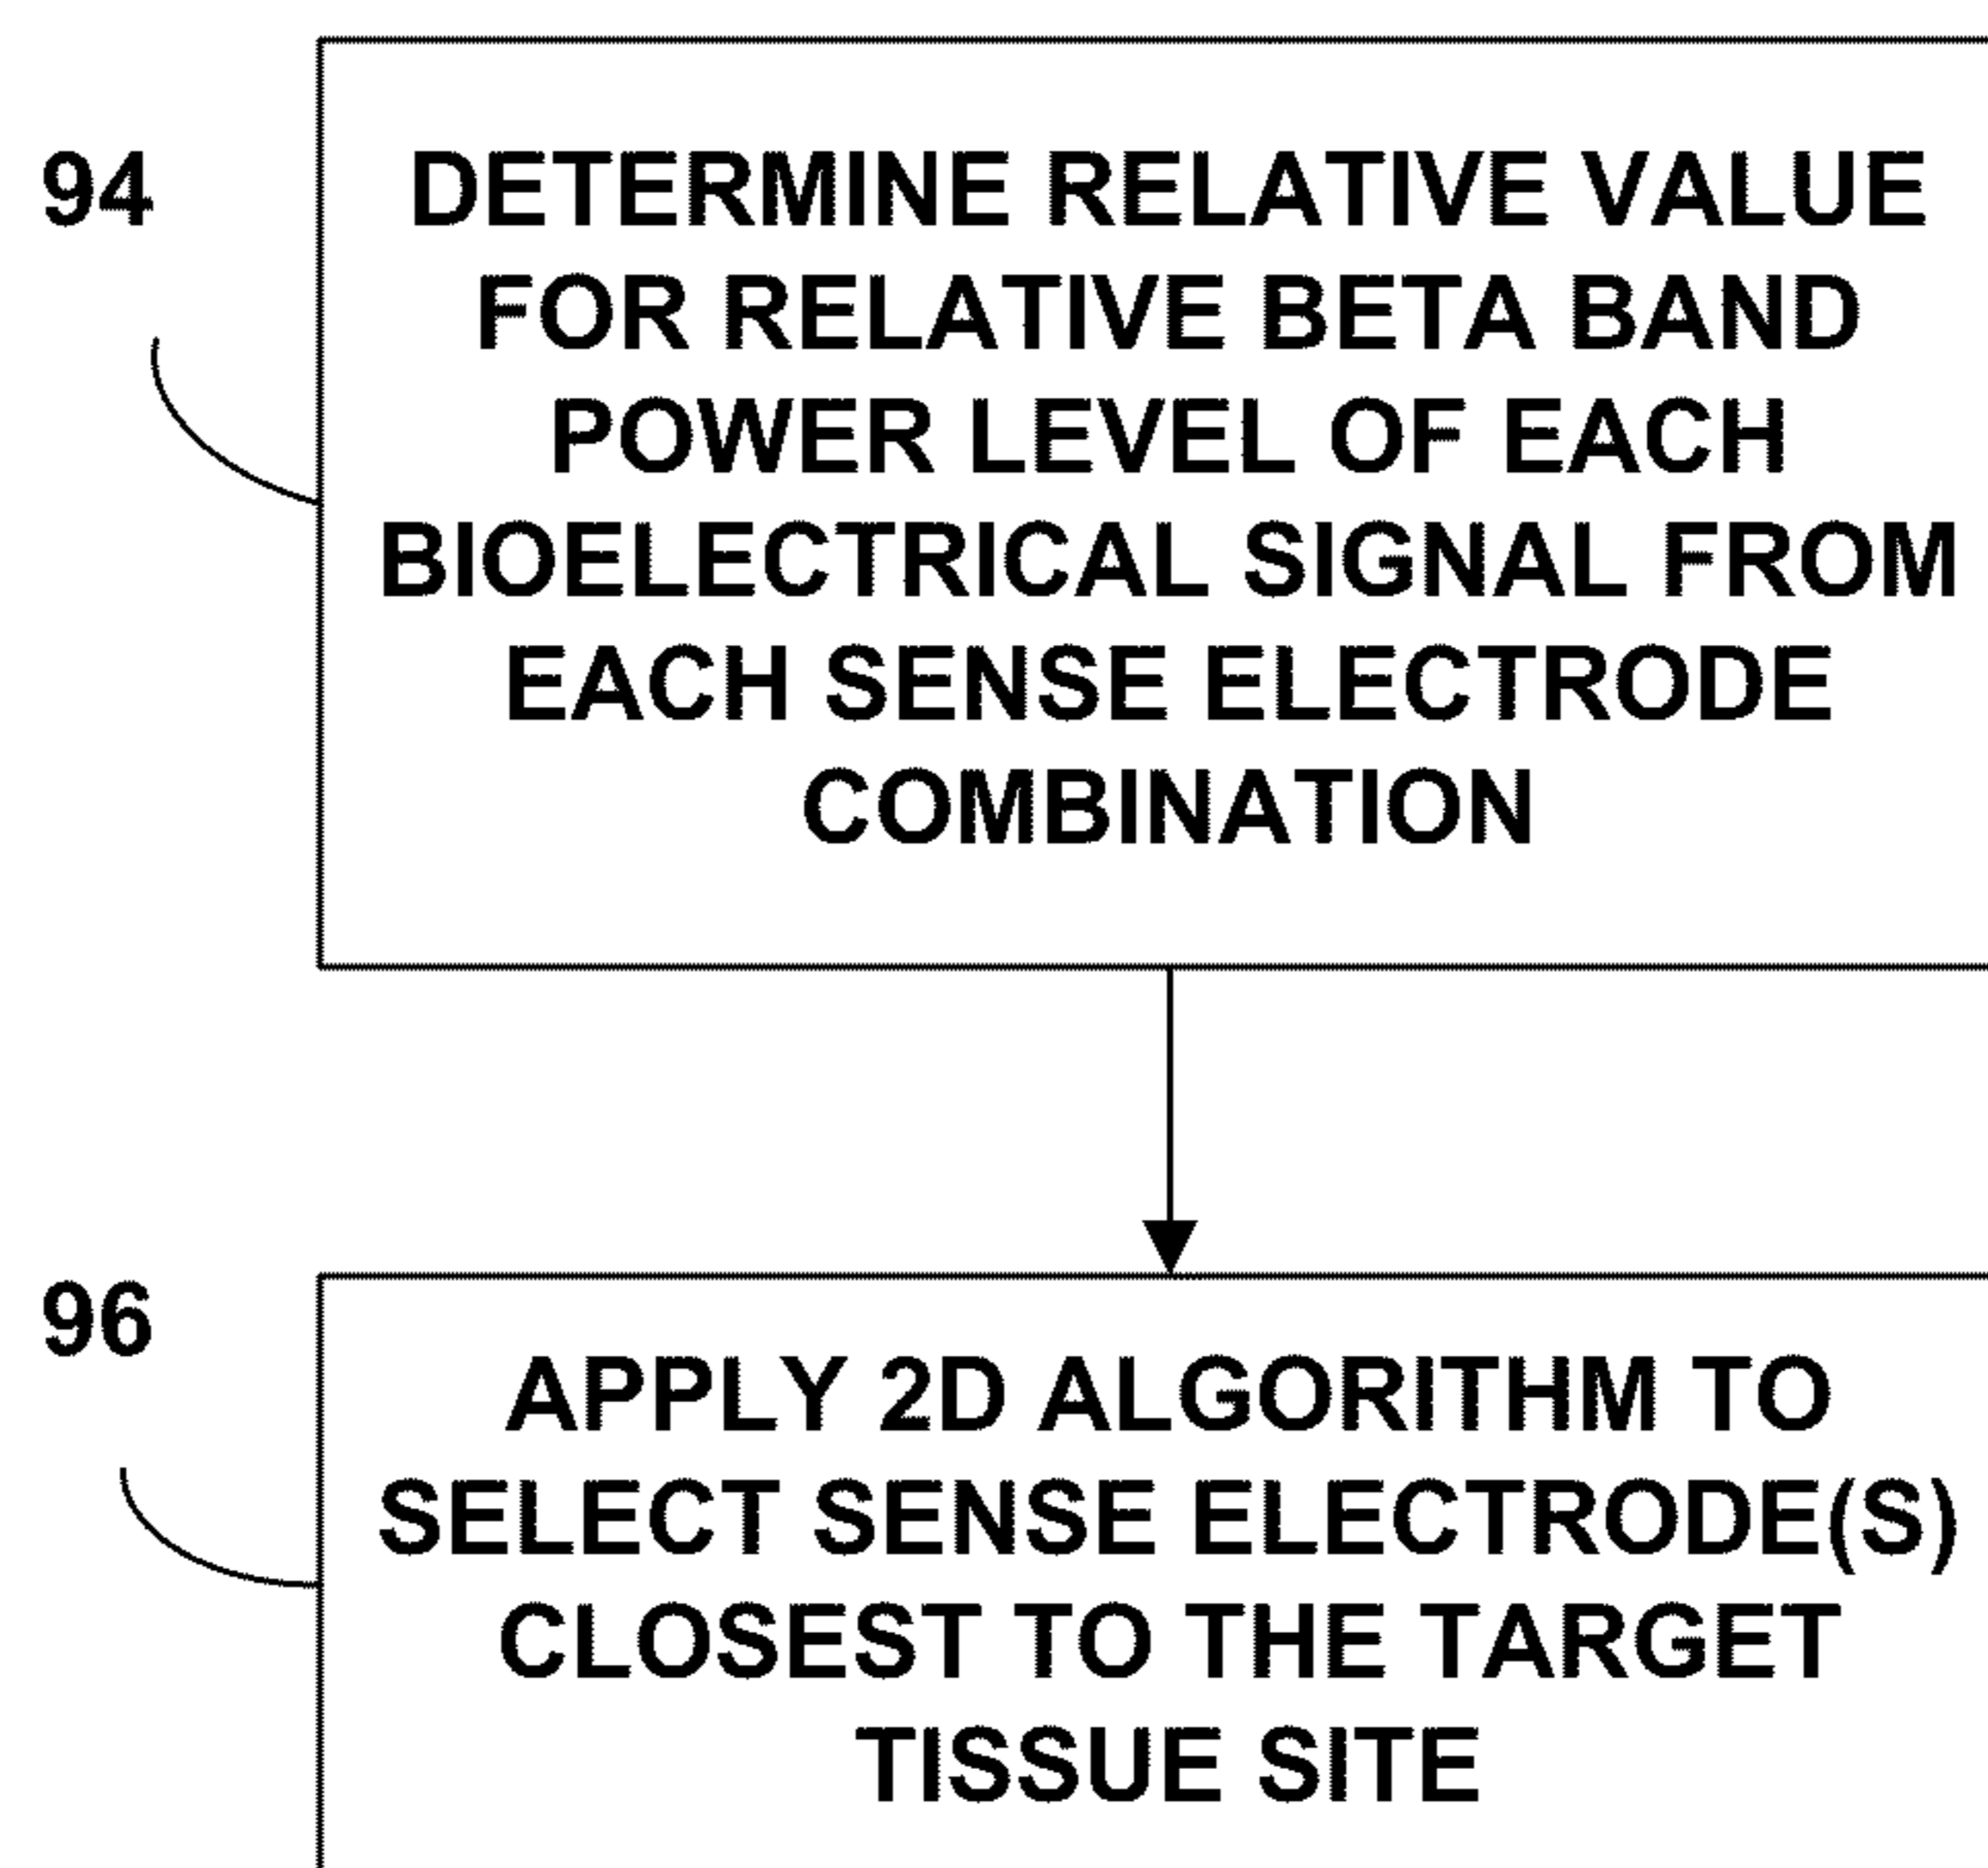 94
DETERMINE RELATIVE VALUE
FOR RELATIVE BETA BAND
POWER LEVEL OF EACH
BIOELECTRICAL SIGNAL FROM
EACH SENSE ELECTRODE
COMBINATION
96
APPLY 2D ALGORITHM TO
SELECT SENSE ELECTRODE(S)
CLOSEST TO THE TARGET
TISSUE SITE